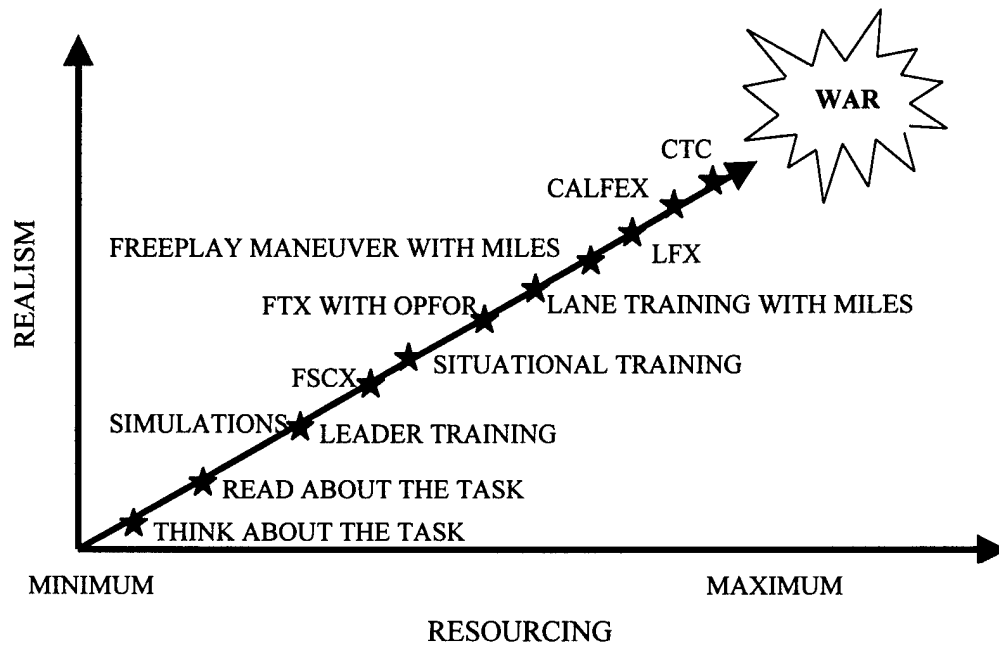 WAR
CTC
CALFEX
FREEPLAY MANEUVER WITH MILES
LFX
FTX WITH OPFOR
LANE TRAINING WITH MILES
FSCX
SITUATIONAL TRAINING
SIMULATIONS
LEADER TRAINING
READ ABOUT THE TASK
THINK ABOUT THE TASK
REALISM
MINIMUM
MAXIMUM
RESOURCING